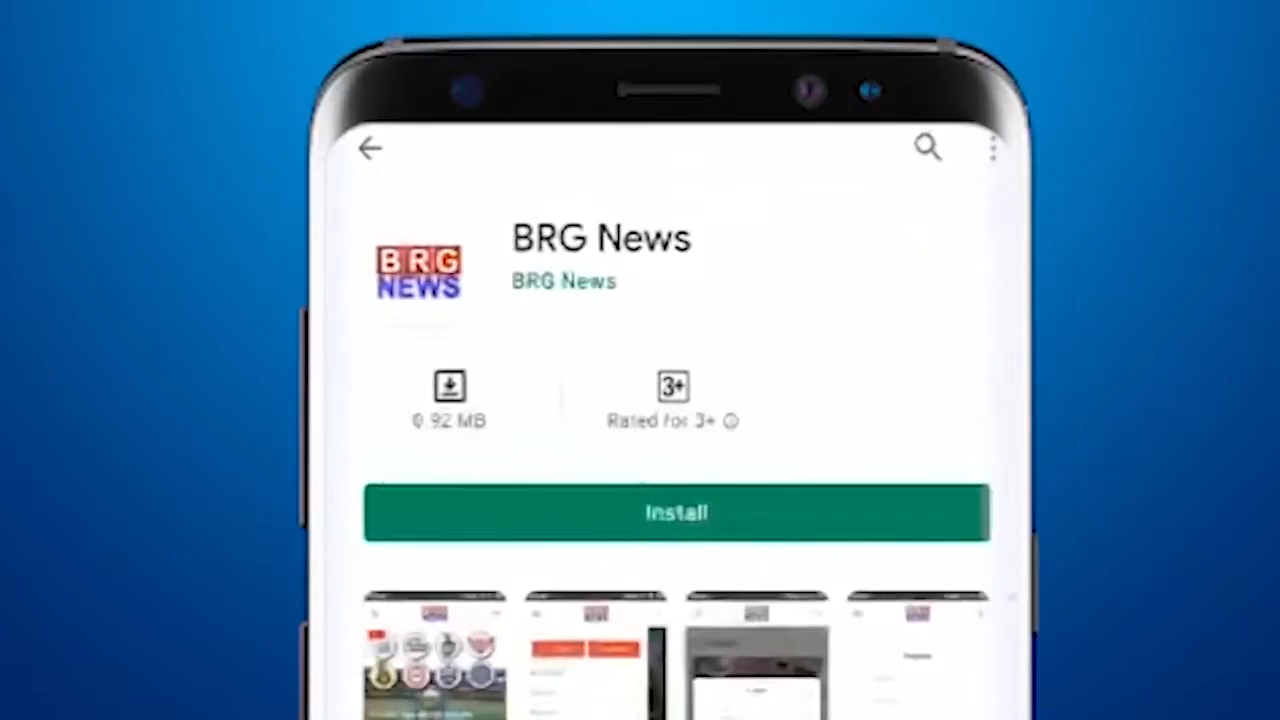 BRG News
BRG News
BRG
NEWS
3+
0.92 MB
Rated for 3+
Install